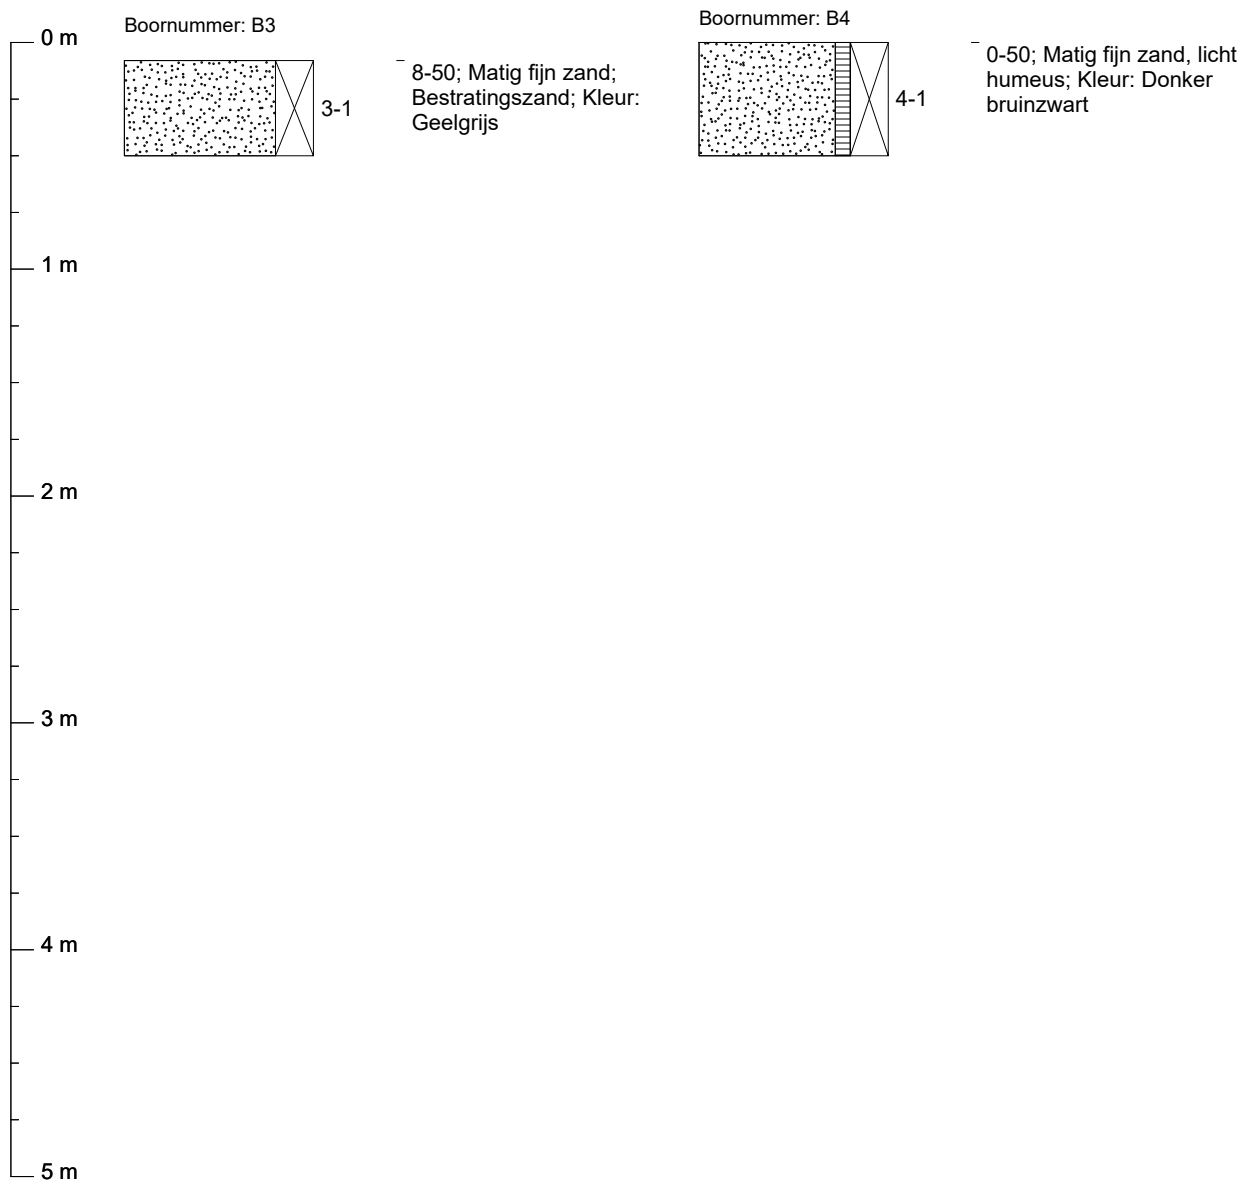 Boornummer: B3
Boornummer: B4
0 m
8-50; Matig fijn zand;
Bestratingszand; Kleur:
Geelgrijs
3-1
0-50; Matig fijn zand, licht
humeus; Kleur: Donker
bruinzwart
4-1
1 m
2 m
3 m
4 m
5 m